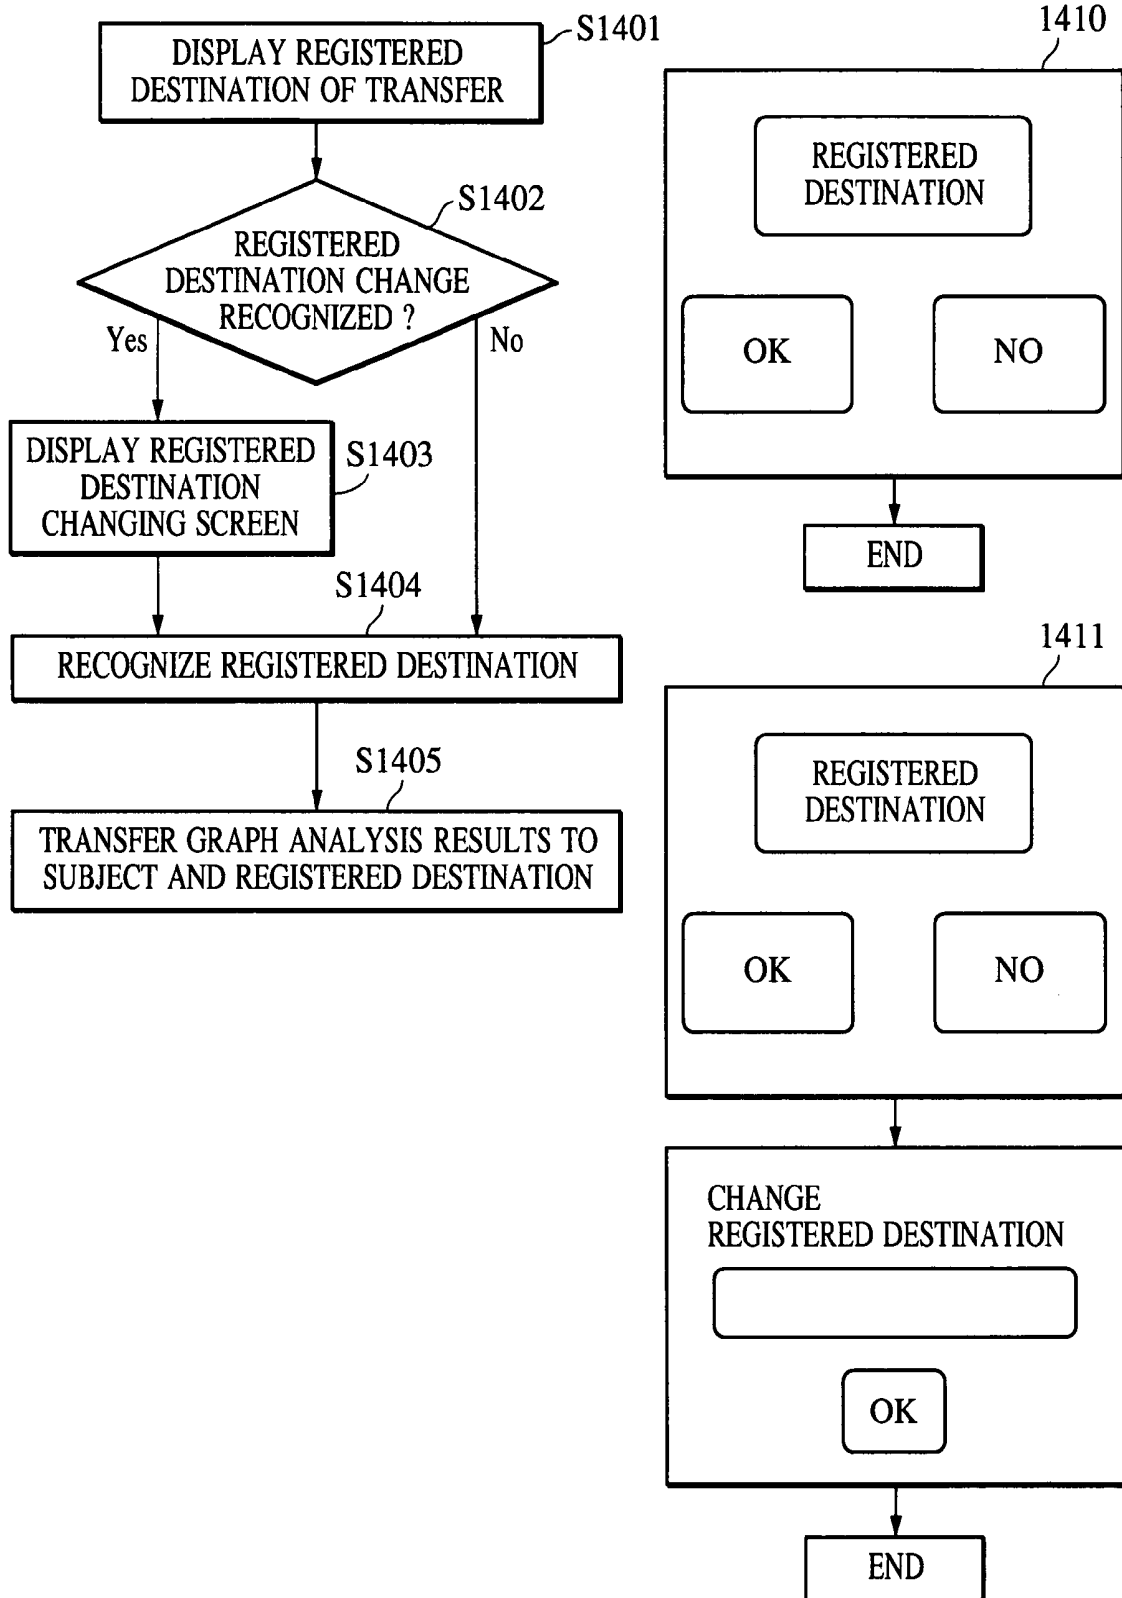 S1401
DISPLAY REGISTERED
DESTINATION OF TRANSFER
S1402
REGISTERED
DESTINATION CHANGE
RECOGNIZED ?
Yes
No
DISPLAY REGISTERED
DESTINATION
CHANGING SCREEN
S1403
S1404
RECOGNIZE REGISTERED DESTINATION
S1405
TRANSFER GRAPH ANALYSIS RESULTS TO
SUBJECT AND REGISTERED DESTINATION
1410
REGISTERED
DESTINATION
OK
NO
END
1411
REGISTERED
DESTINATION
OK
NO
CHANGE
REGISTERED DESTINATION
OK
END